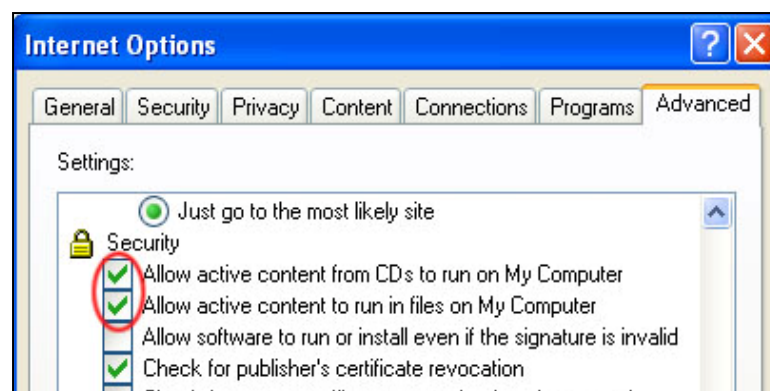 Internet Options
General Security Privacy Content Connections Programs Advanced
Settings:
Just go to the most likely site
Security
Allow active content from CDs to run on My Computer
Allow active content to run in files on My Computer
Allow software to run or install even if the signature is invalid
Check for publisher's certificate revocation